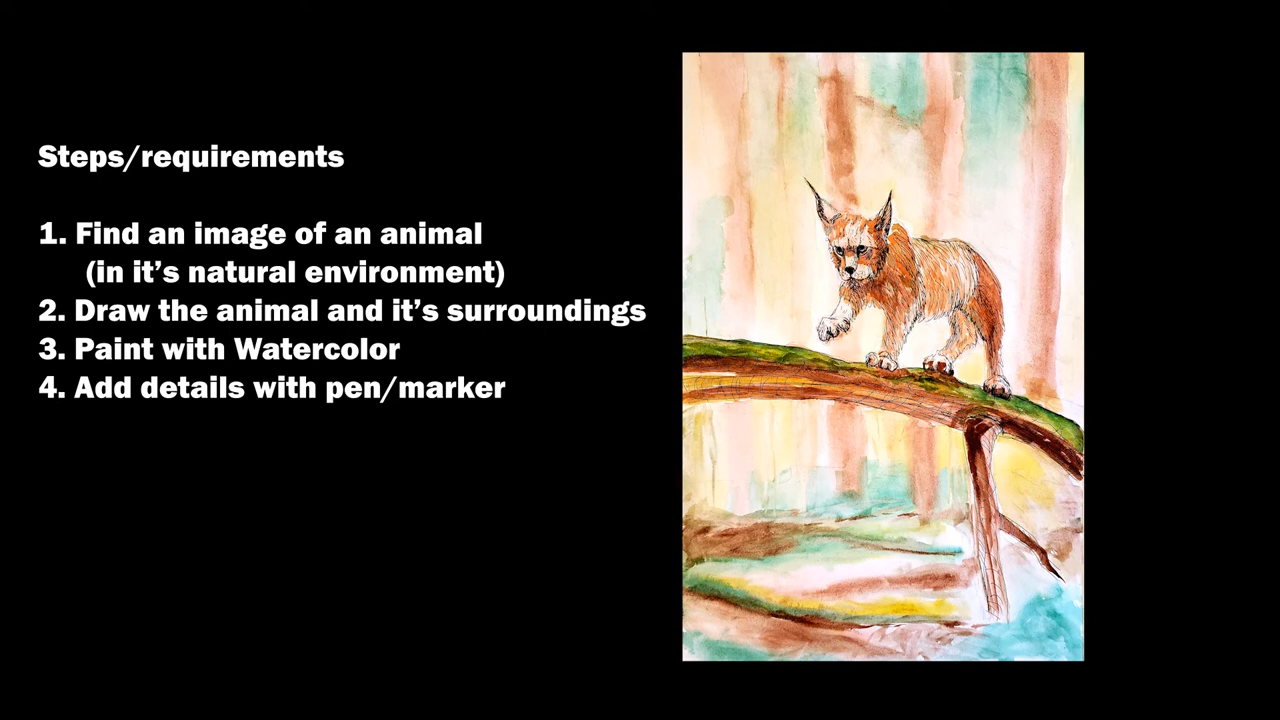 Steps/requirements
1. Find an image of an animal
(in it’s natural environment)
2. Draw the animal and it’s surroundings
3. Paint with Watercolor
4. Add details with pen/marker